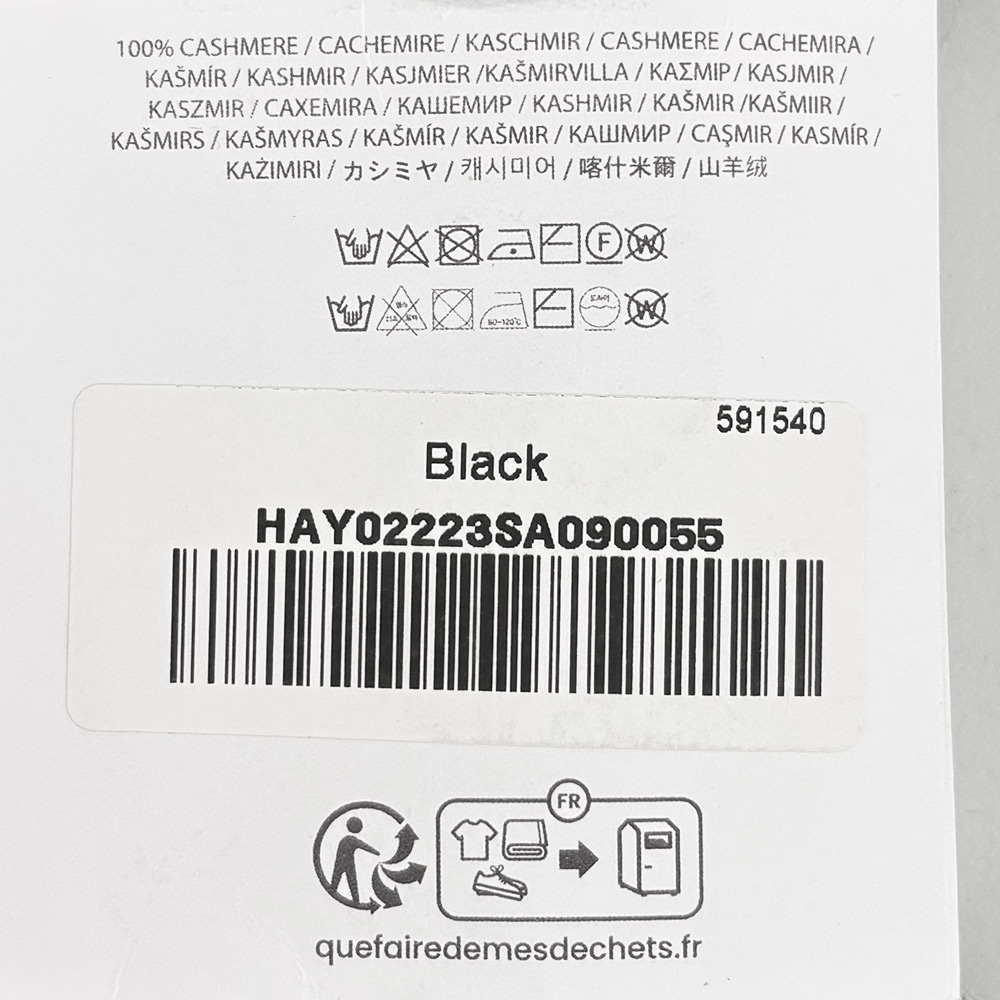 100% CASHMERE / CACHEMIRE / KASCHMIR / CASHMERE / CACHEMIRA /
KAŠMÍR / KASHMIR / KASJMIER /KAŠMIRVILLA / ΚΑΣΜΙΡ/ KASJMIR /
KASZMIR / CAXEMIRA / КАШЕМИР / KASHMIR / KAŠMIR /KAŠMIIR /
KAŠMIRS / KAŠMYRAS / KAŠMÍR / KAŠMIR / КАШМИР / CAŞMIR / KASMÍR /
KAŻIMIRI / カシミヤ / 캐시미어 / 喀什米爾 / 山羊绒
F W
80~120℃ W
591540
Black
HAY02223SA090055
FR
quefairedemesdechets.fr